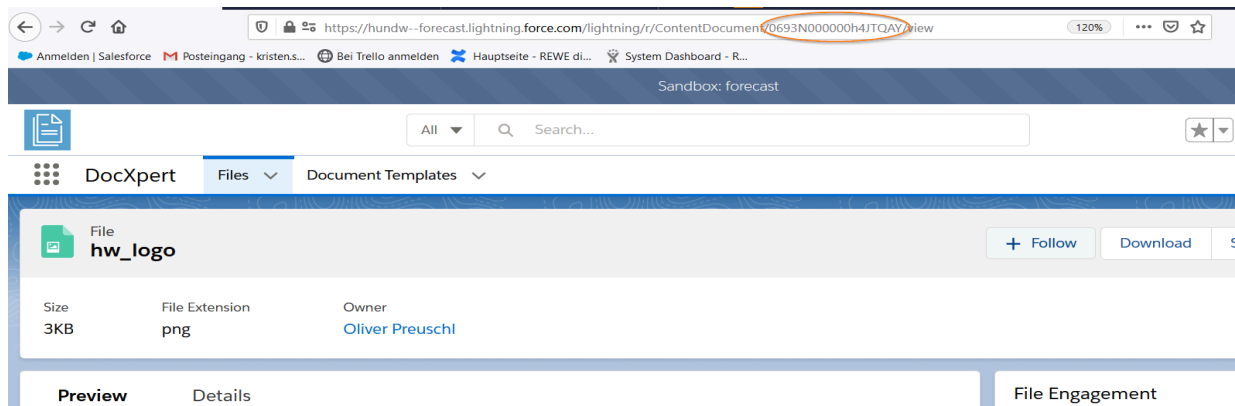 https://hundw--forecast.lightning.force.com/lightning/r/ContentDocument/0693N000000h4JTQAY/view 120%
Anmelden | Salesforce Posteingang - kristen.s... Bei Trello anmelden Hauptseite - REWE di... System Dashboard - R...
Sandbox: forecast
All Search...
DocXpert Files Document Templates
File
hw_logo
+ Follow Download S
Size File Extension Owner
3KB png Oliver Preuschl
Preview Details File Engagement